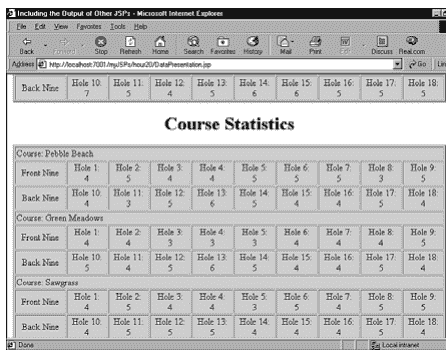 Including the Output of Other JSPs - Microsoft Internet Explorer
File Edit View Favorites Tools Help
Back Stop Refresh Home Search Favorites History Mail Print Edit Discuss Real.com
Address http://localhost:7001/myJSPs/hour20/DataPresentation.jsp Go
Back Nine Hole 10: Hole 11: Hole 12: Hole 13: Hole 14: Hole 15: Hole 16: Hole 17: Hole 18:
7 5 4 5 6 6 5 6 5
Course Statistics
Course: Pebble Beach
Front Nine Hole 1: Hole 2: Hole 3: Hole 4: Hole 5: Hole 6: Hole 7: Hole 8: Hole 9:
4 5 4 4 5 5 5 3 5
Back Nine Hole 10: Hole 11: Hole 12: Hole 13: Hole 14: Hole 15: Hole 16: Hole 17: Hole 18:
4 3 5 6 5 4 4 5 4
Course: Green Meadows
Front Nine Hole 1: Hole 2: Hole 3: Hole 4: Hole 5: Hole 6: Hole 7: Hole 8: Hole 9:
4 4 3 3 3 4 4 4 5
Back Nine Hole 10: Hole 11: Hole 12: Hole 13: Hole 14: Hole 15: Hole 16: Hole 17: Hole 18:
5 4 5 4 4 5 4 4 4
Course: Sawgrass
Front Nine Hole 1: Hole 2: Hole 3: Hole 4: Hole 5: Hole 6: Hole 7: Hole 8: Hole 9:
4 5 4 4 3 5 4 5 5
Back Nine Hole 10: Hole 11: Hole 12: Hole 13: Hole 14: Hole 15: Hole 16: Hole 17: Hole 18:
4 5 5 5 4 4 4 5 4
Done Local intranet